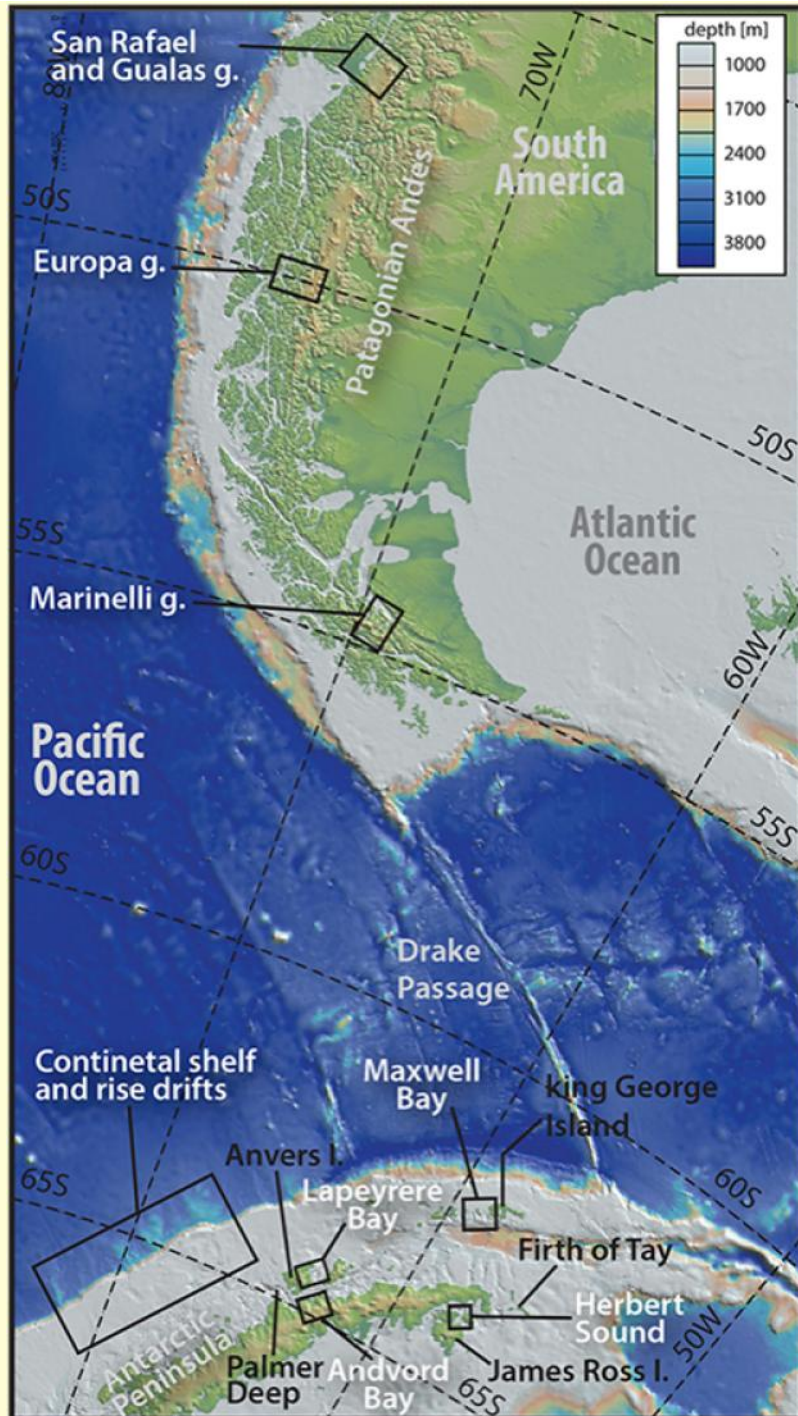 San Rafael
and Gualas g.
80W
70W
depth [m]
1000
1700
2400
3100
3800
South
America
50S
Patagonian Andes
Europa g.
50S
55S
Atlantic
Ocean
Marinelli g.
60W
Pacific
Ocean
55S
60S
Drake
Passage
Continetal shelf
and rise drifts
Maxwell
Bay
king George
Island
Anvers I.
65S
Lapeyrere
Bay
60S
Firth of Tay
Herbert
Sound
50W
Antarctic
Peninsula
Palmer
Deep
Andvord
Bay
65S
James Ross I.